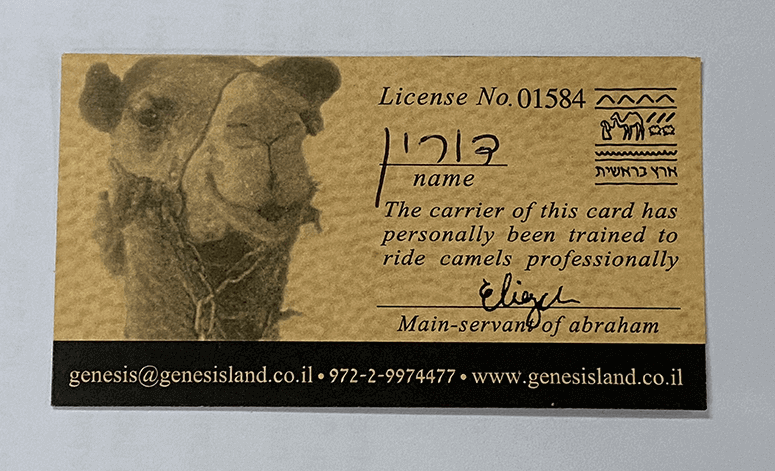 License No. 01584
דורון
name
ארץ בראשית
The carrier of this card has
personally been trained to
ride camels professionally
Eliezer
Main-servant of abraham
genesis@genesisland.co.il • 972-2-9974477 • www.genesisland.co.il